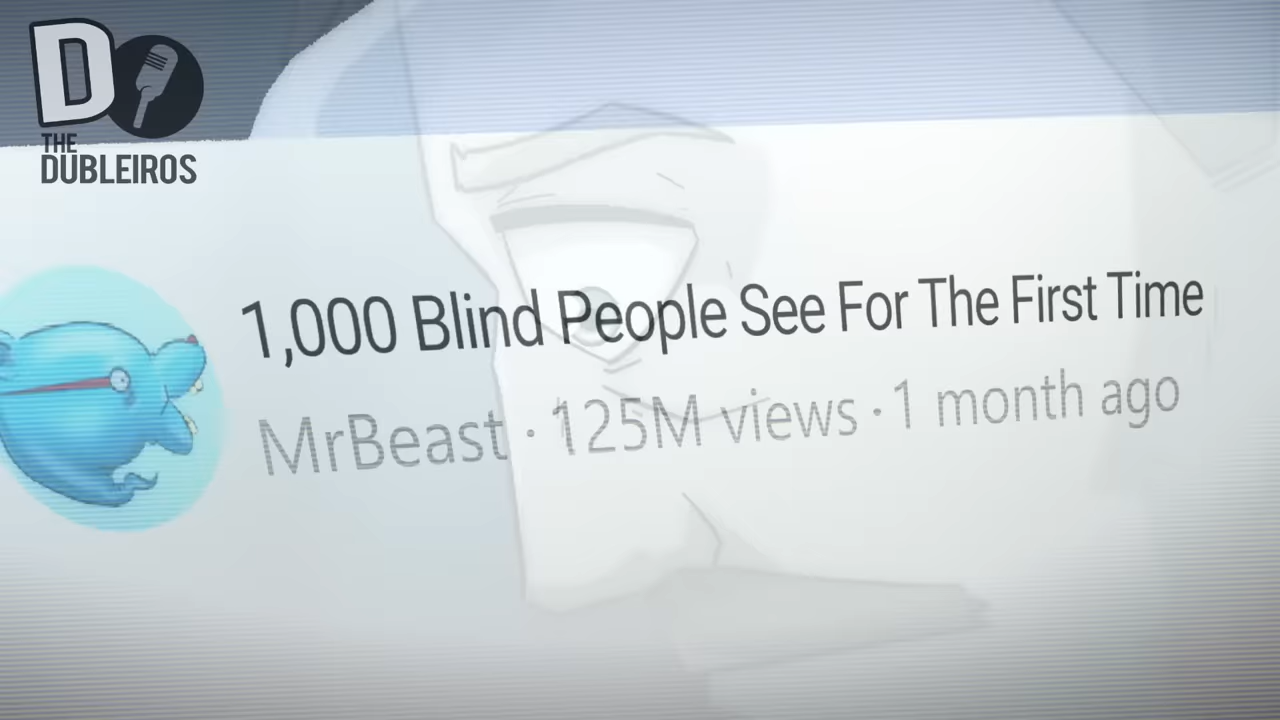 D
THE
DUBLEIROS
1,000 Blind People See For The First Time
MrBeast · 125M views · 1 month ago